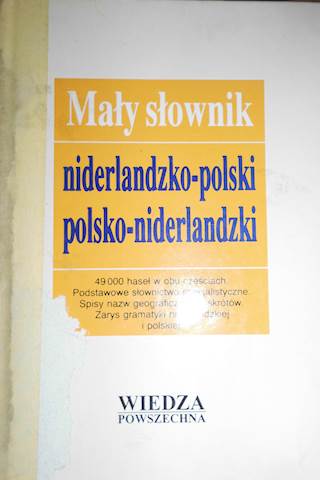 Mały słownik
niderlandzko-polski
polsko-niderlandzki
49 000 haseł w obu częściach.
Podstawowe słownictwo specjalistyczne.
Spisy nazw skrótów.
Zarys gramatyki
i polskiej
WIEDZA
POWSZECHNA